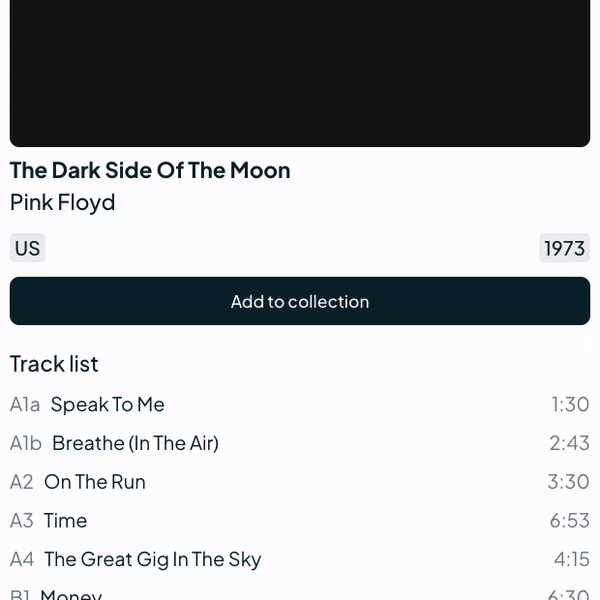 The Dark Side Of The Moon
Pink Floyd
US 1973
Add to collection
Track list
A1a Speak To Me 1:30
A1b Breathe (In The Air) 2:43
A2 On The Run 3:30
A3 Time 6:53
A4 The Great Gig In The Sky 4:15
B1 Money 6:30